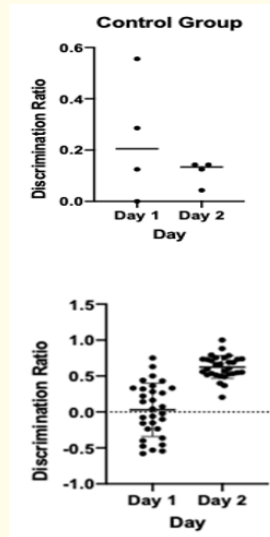 Control Group
Discrimination Ratio
0.6
0.4
0.2
0.0
Day 1 Day 2
Day
Discrimination Ratio
1.5
1.0
0.5
0.0
-0.5
-1.0
Day 1 Day 2
Day